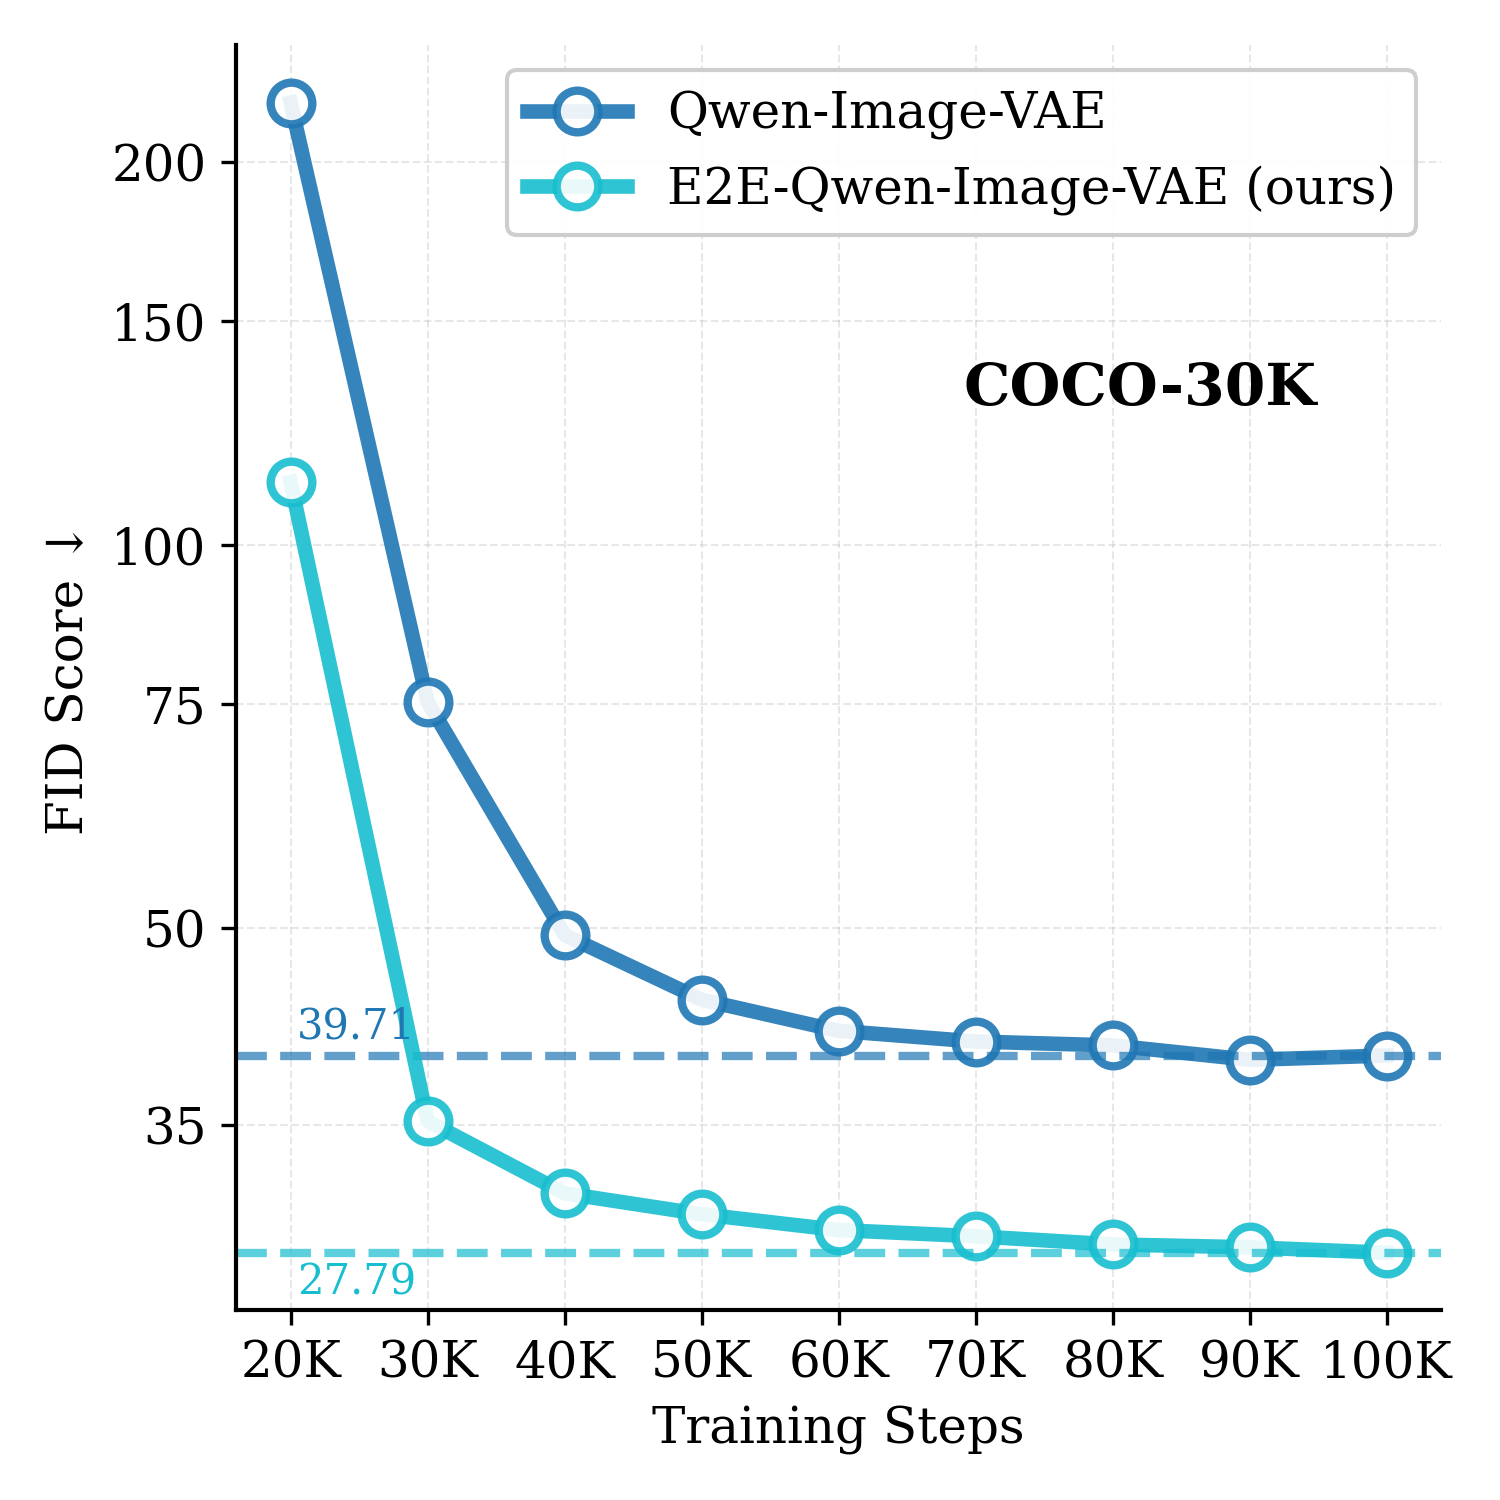 Qwen-Image-VAE
E2E-Qwen-Image-VAE (ours)
COCO-30K
FID Score ↓
200
150
100
75
50
35
39.71
27.79
20K 30K 40K 50K 60K 70K 80K 90K 100K
Training Steps